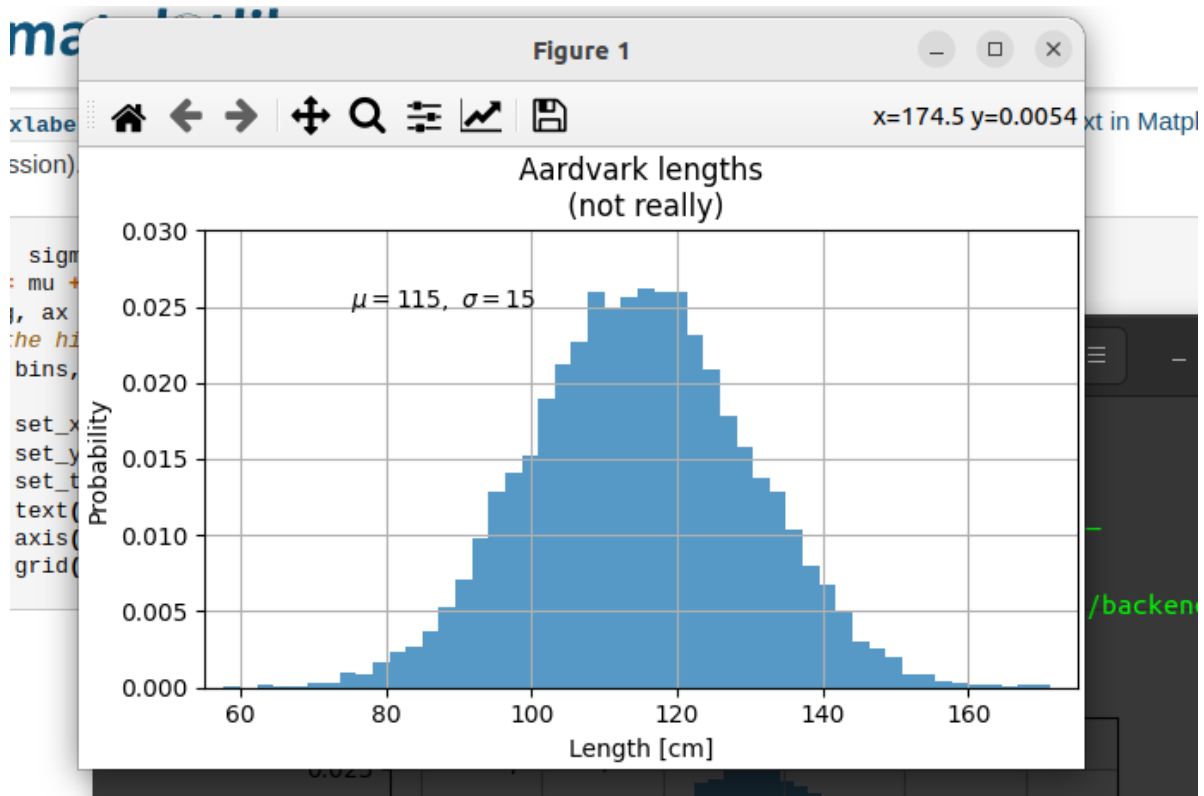 Figure 1
x=174.5 y=0.0054
xlabe
xt in Matpl
ssion).
sigm
= mu +
, ax
the hi
bins,
set_x
set_y
set_t
text(
axis(
grid(
Aardvark lengths
(not really)
0.030
μ = 115, σ = 15
0.025
0.020
0.015
0.010
0.005
0.000
Probability
60 80 100 120 140 160
Length [cm]
/backend
0.025